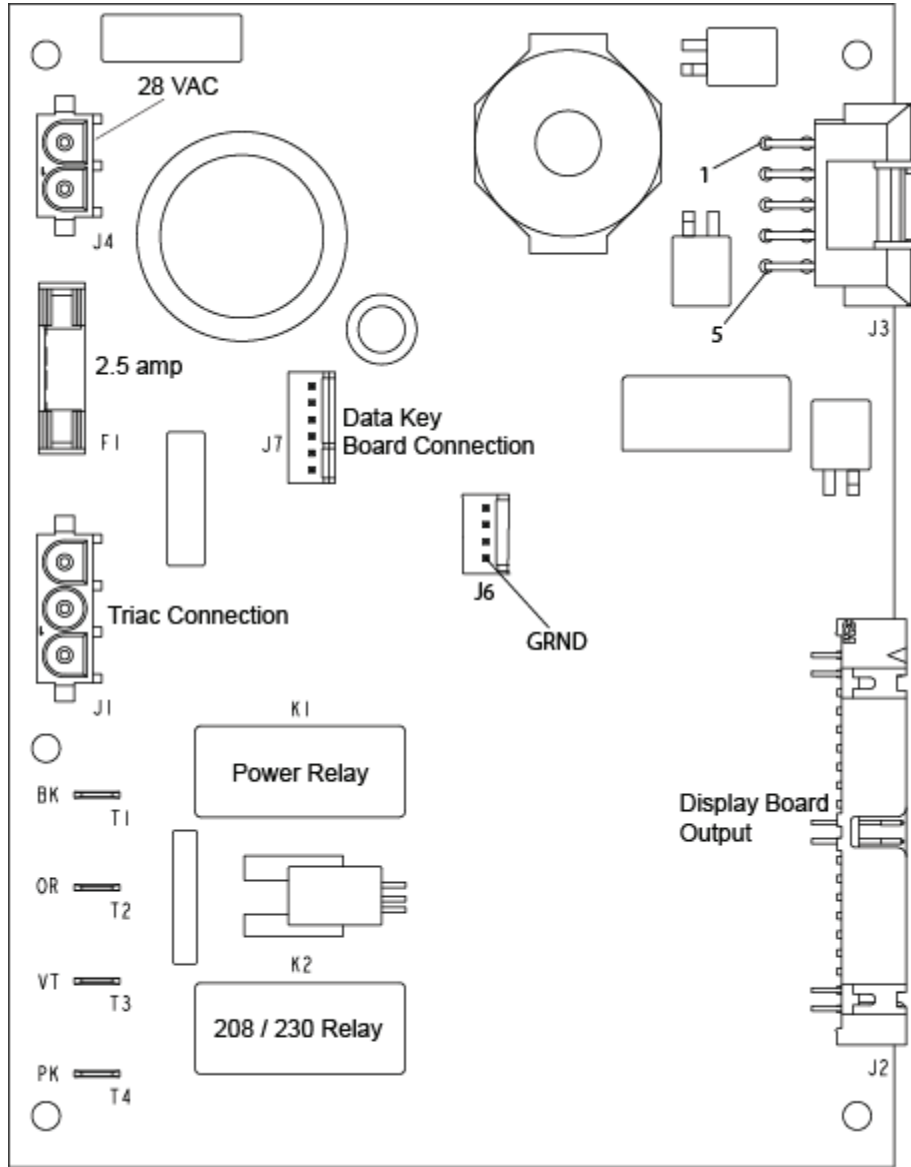 28 VAC
J4
1
5
J3
2.5 amp
F1
J7
Data Key
Board Connection
J6
GRND
Triac Connection
J1
K1
Power Relay
BK
T1
Display Board
Output
OR
T2
K2
VT
T3
208 / 230 Relay
PK
T4
J2